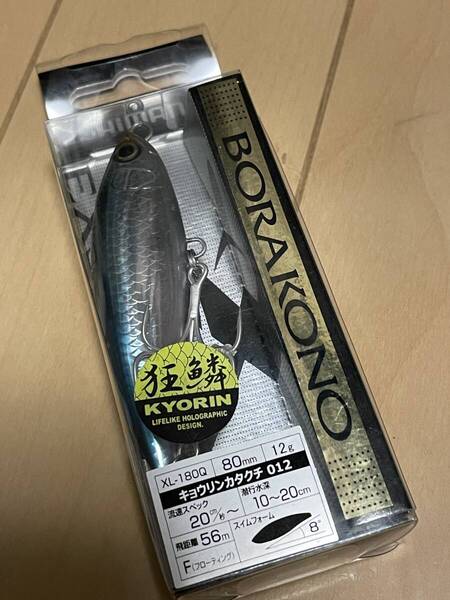 SHIMAN
BORAKONO
狂鱗
KYORIN
LIFELIKE HOLOGRAPHIC
DESIGN.
XL-180Q 80mm 12g
キョウリンカタクチ 012
流速スペック 潜行水深
20cm/秒〜 10〜20cm
飛距離 56m スイムフォーム
F(フローティング) 8°